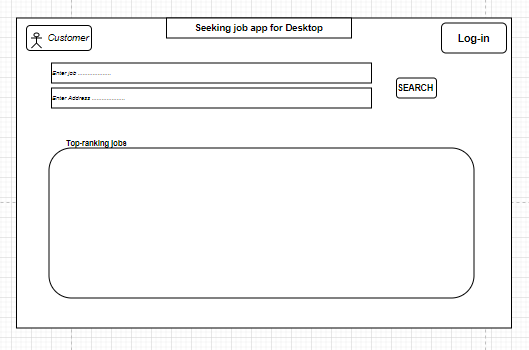 Seeking job app for Desktop
Customer
Log-in
Enter job ....................
Enter Address ....................
SEARCH
Top-ranking jobs